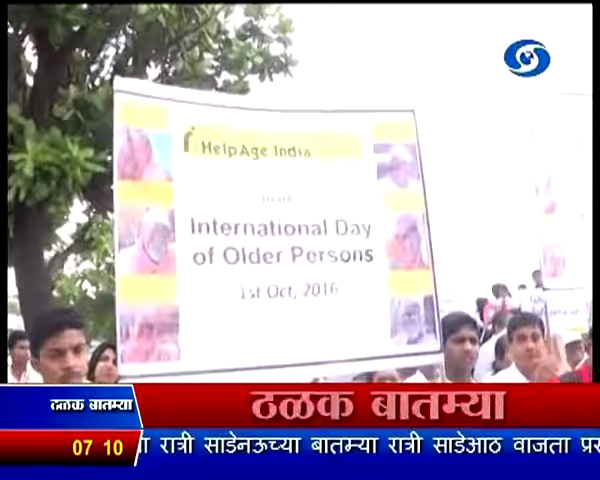 HelpAge India
International Day
of Older Persons
1st Oct, 2016
ठळक बातम्या
ठळक बातम्या
07 10
रात्री साडेनऊच्या बातम्या रात्री साडेआठ वाजता